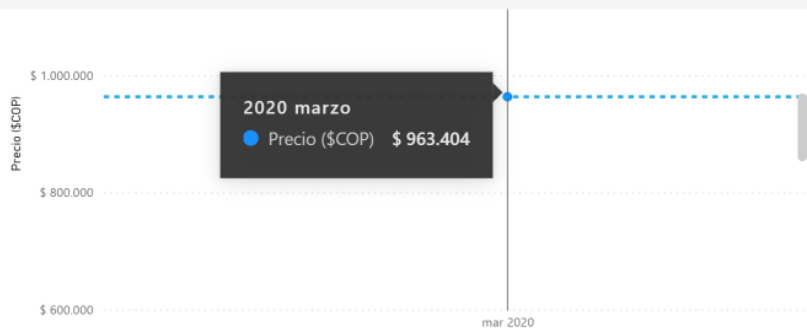 $ 1.000.000
Precio ($COP)
2020 marzo
Precio ($COP) $ 963.404
$ 800.000
$ 600.000
mar 2020